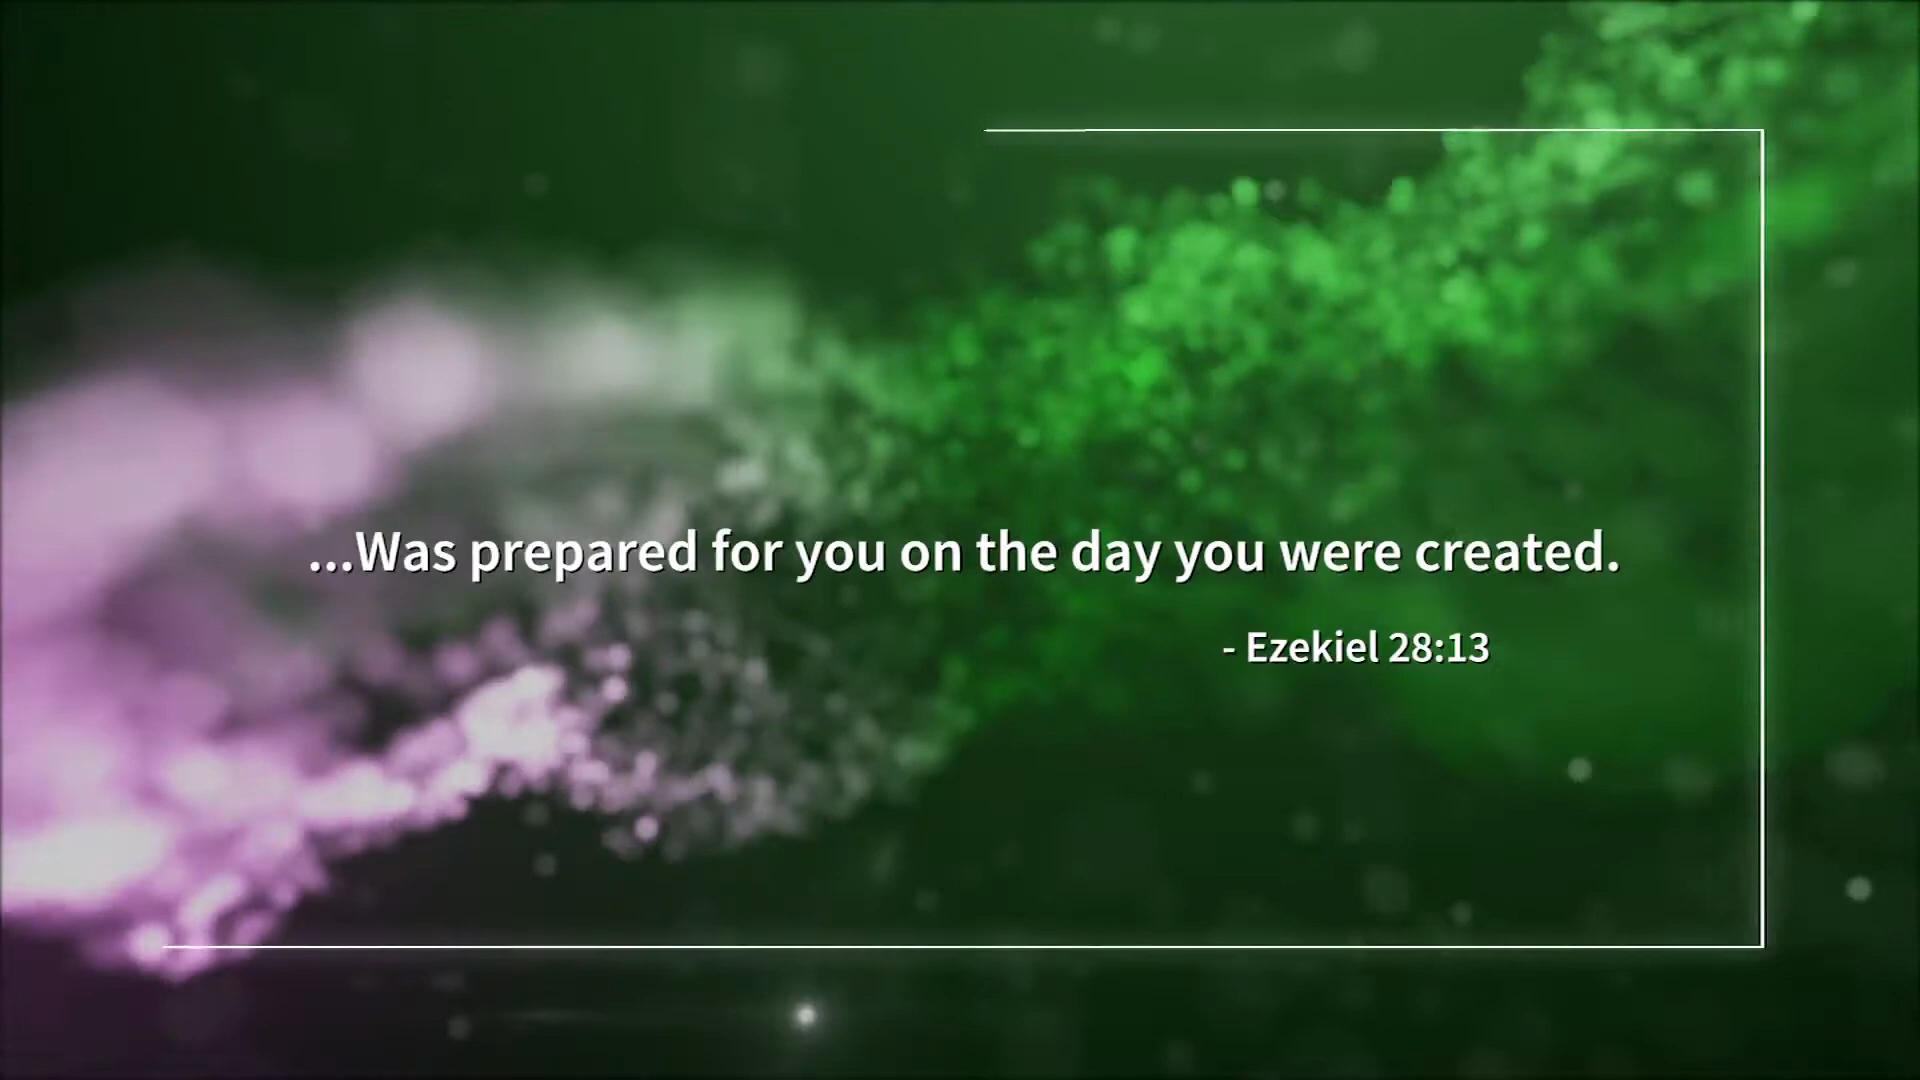 ...Was prepared for you on the day you were created.
- Ezekiel 28:13